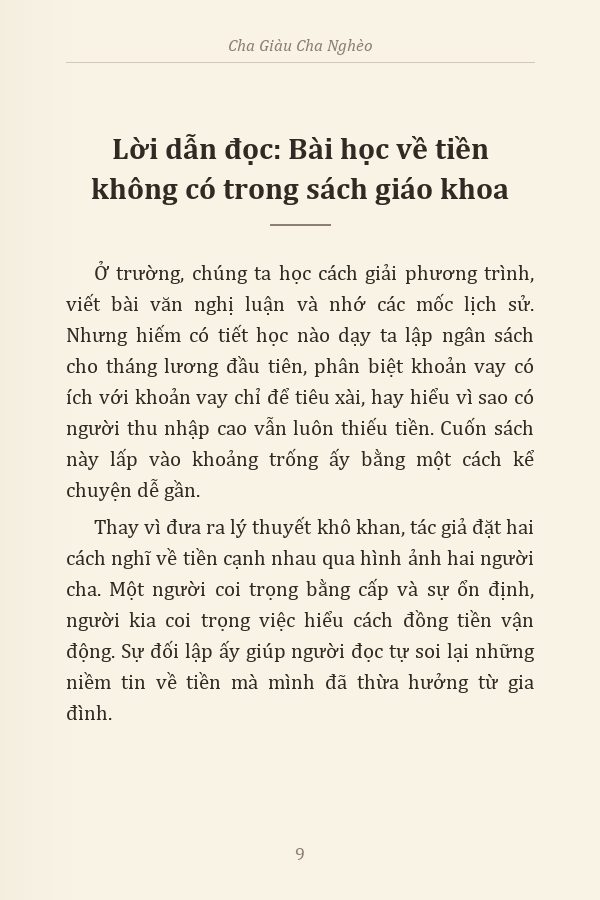 Cha Giàu Cha Nghèo
Lời dẫn đọc: Bài học về tiền
không có trong sách giáo khoa
Ở trường, chúng ta học cách giải phương trình,
viết bài văn nghị luận và nhớ các mốc lịch sử.
Nhưng hiếm có tiết học nào dạy ta lập ngân sách
cho tháng lương đầu tiên, phân biệt khoản vay có
ích với khoản vay chỉ để tiêu xài, hay hiểu vì sao có
người thu nhập cao vẫn luôn thiếu tiền. Cuốn sách
này lấp vào khoảng trống ấy bằng một cách kể
chuyện dễ gần.
Thay vì đưa ra lý thuyết khô khan, tác giả đặt hai
cách nghĩ về tiền cạnh nhau qua hình ảnh hai người
cha. Một người coi trọng bằng cấp và sự ổn định,
người kia coi trọng việc hiểu cách đồng tiền vận
động. Sự đối lập ấy giúp người đọc tự soi lại những
niềm tin về tiền mà mình đã thừa hưởng từ gia
đình.
9